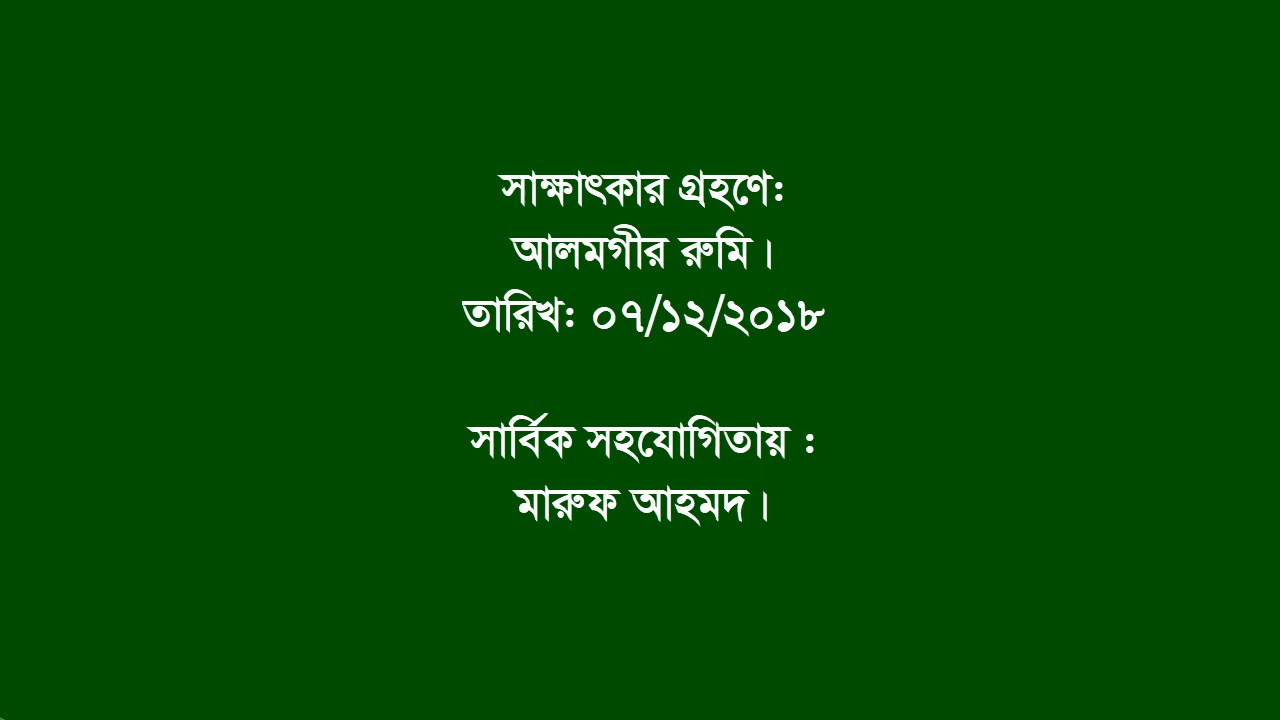 সাক্ষাৎকার গ্রহণে:
আলমগীর রুমি।
তারিখ: ০৭/১২/২০১৮
সার্বিক সহযোগিতায় :
মারুফ আহমদ।